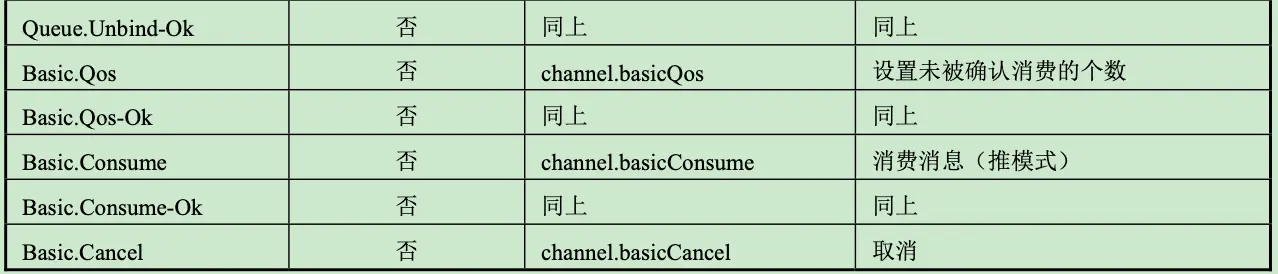 Queue.Unbind-Ok 否 同上 同上
Basic.Qos 否 channel.basicQos 设置未被确认消费的个数
Basic.Qos-Ok 否 同上 同上
Basic.Consume 否 channel.basicConsume 消费消息（推模式）
Basic.Consume-Ok 否 同上 同上
Basic.Cancel 否 channel.basicCancel 取消